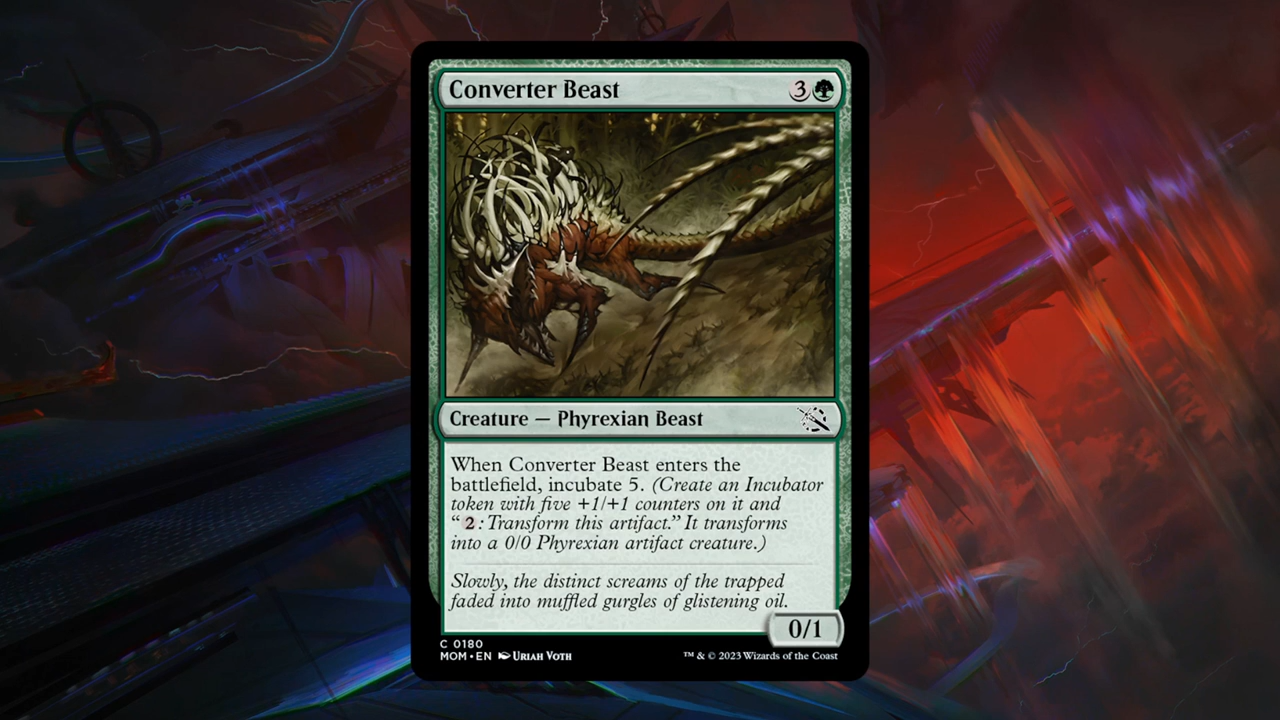 Converter Beast 3
Creature — Phyrexian Beast
When Converter Beast enters the
battlefield, incubate 5. (Create an Incubator
token with five +1/+1 counters on it and
“2: Transform this artifact.” It transforms
into a 0/0 Phyrexian artifact creature.)
Slowly, the distinct screams of the trapped
faded into muffled gurgles of glistening oil.
0/1
C 0180
MOM • EN Uriah Voth
™ & © 2023 Wizards of the Coast